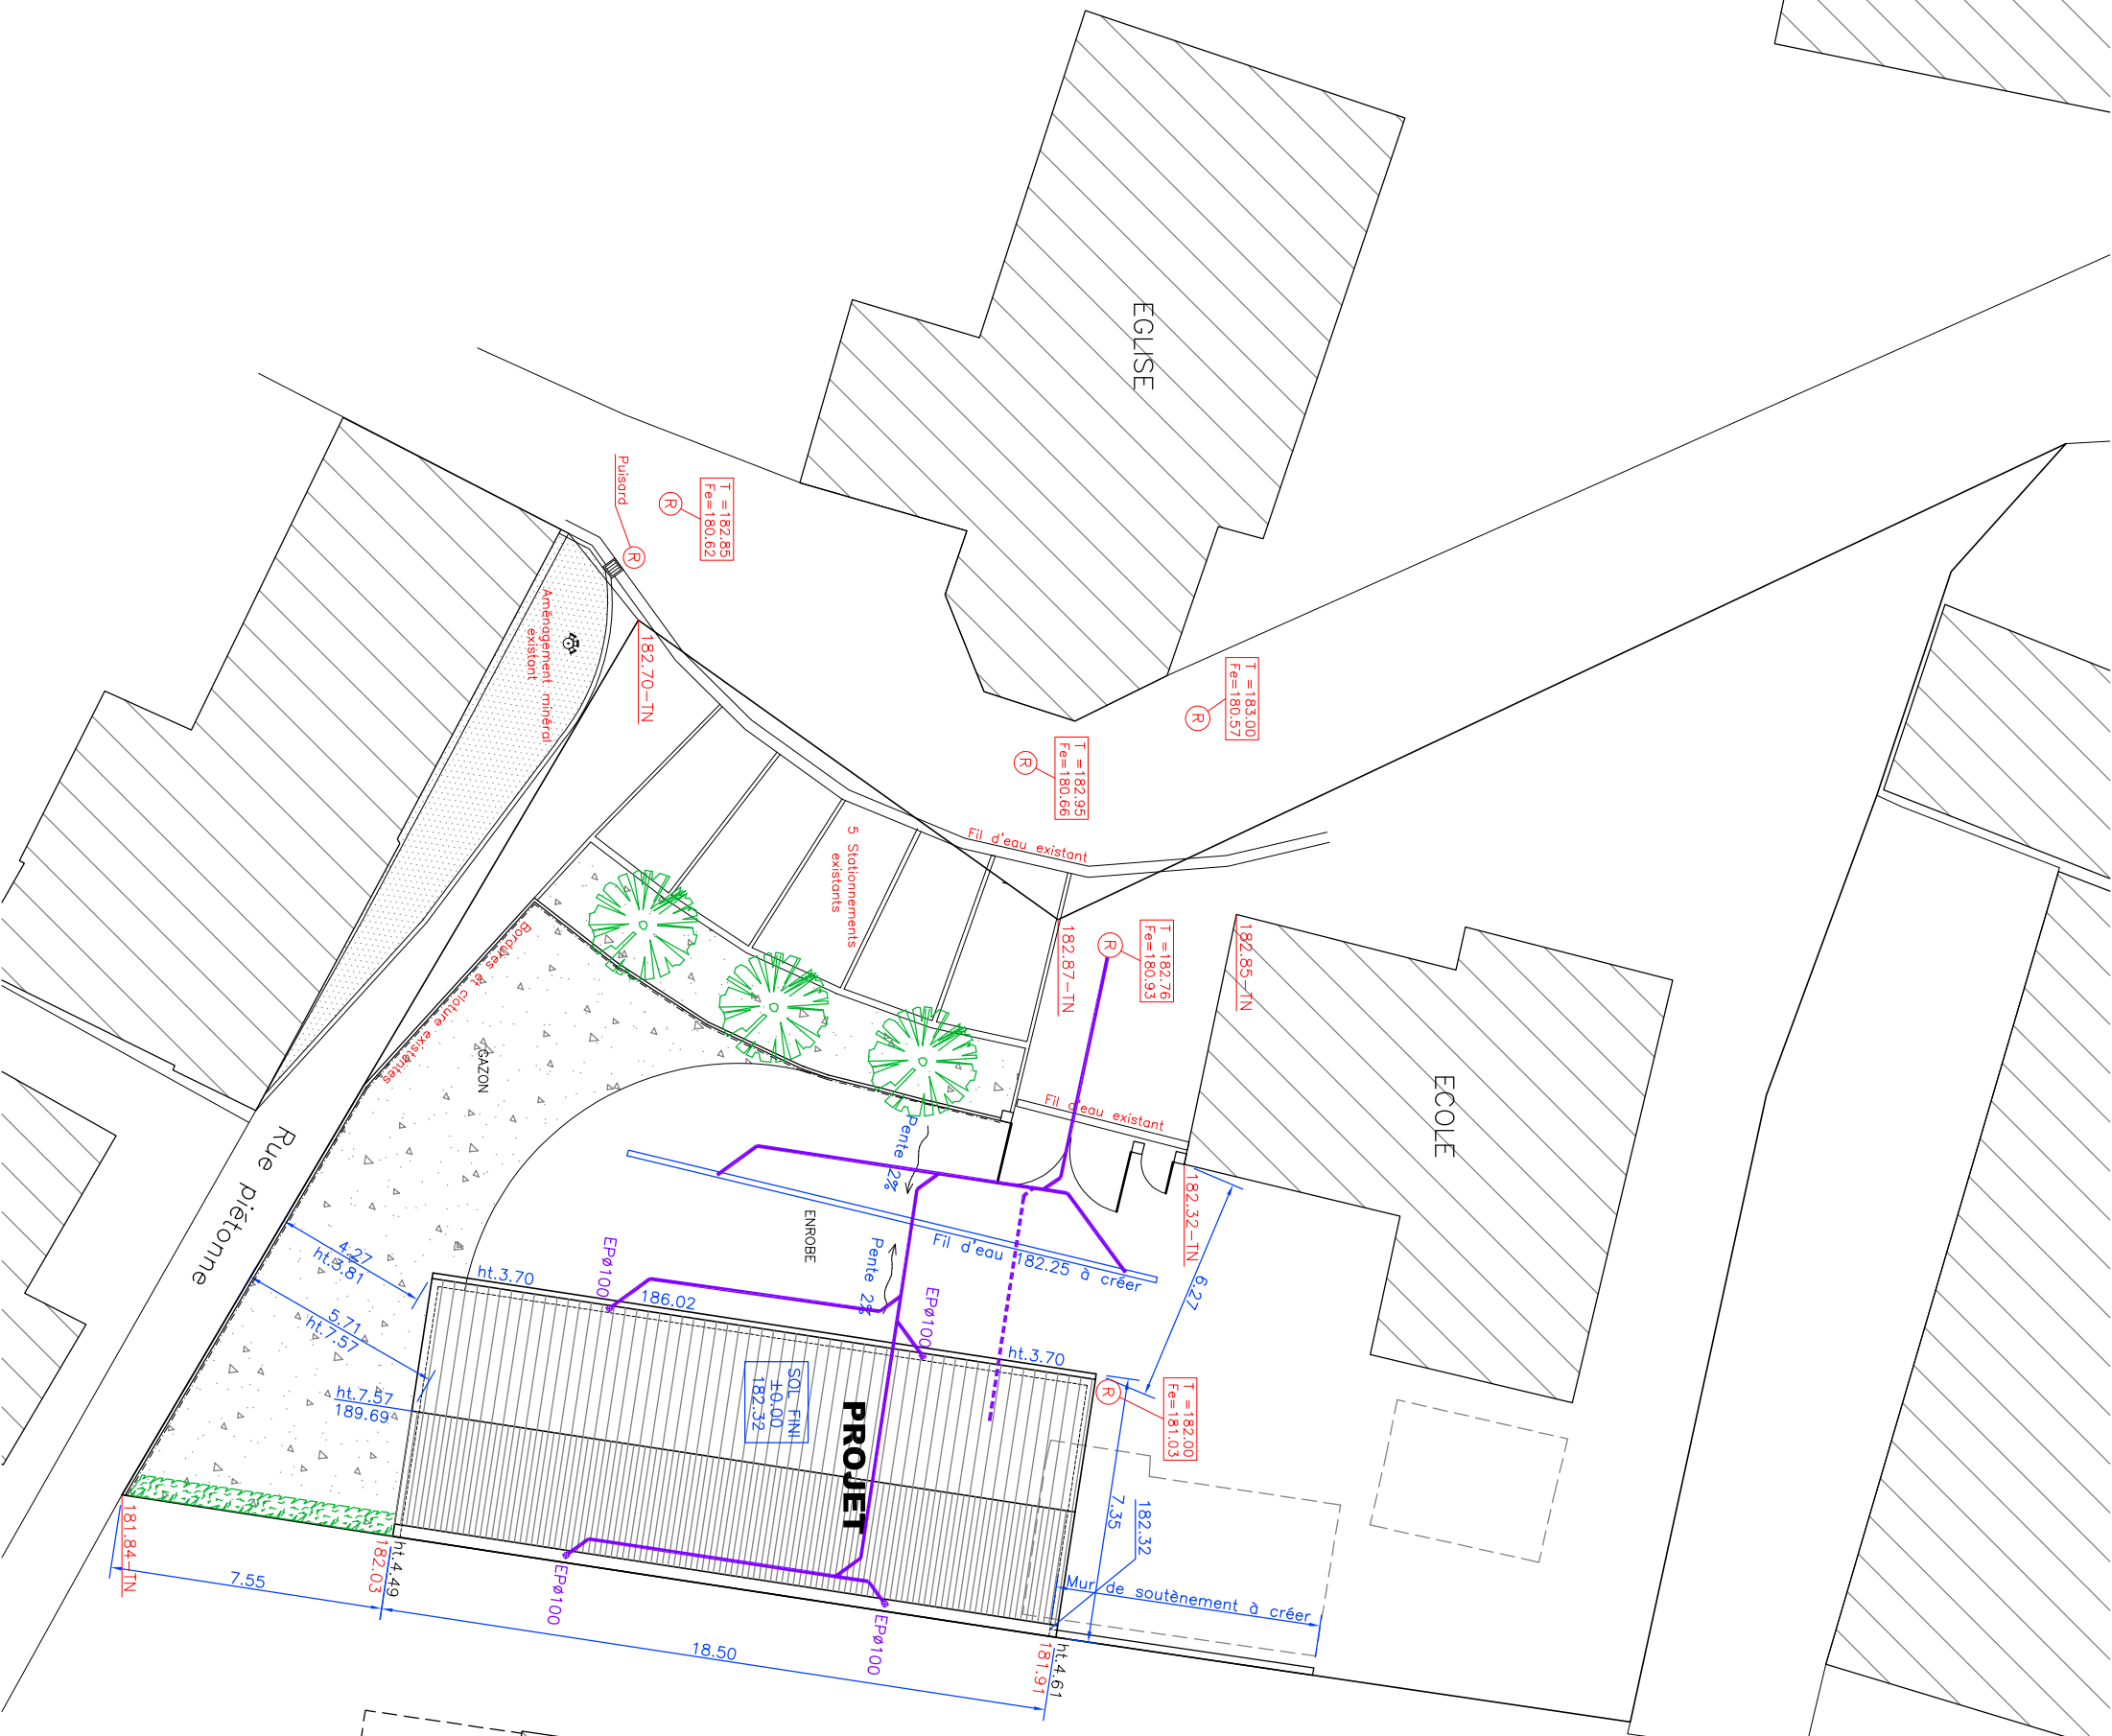 EGLISE
Puisard
R
T =182.85
Fe=180.62
R
Aménagement minéral
existant
182.70-TN
T =183.00
Fe=180.57
R
T =182.95
Fe=180.66
R
Fil d'eau existant
5 Stationnements
existants
182.87-TN
R
T =182.76
Fe=180.93
182.85-TN
ECOLE
Bordures et cloture existantes
GAZON
Fil d'eau existant
Pente 2%
182.32-TN
Rue piétonne
ENROBE
Fil d'eau 182.25 à créer
Pente 2%
6.27
4.27
ht.3.81
5.71
ht.7.57
ht.3.70
186.02
EPø100
EPø100
ht.3.70
SOL FINI
±0.00
182.32
PROJET
ht.7.57
189.69
R
T =182.00
Fe=181.03
7.35
182.32
Mur de soutènement à créer
181.84-TN
7.55
182.03
ht.4.49
EPø100
EPø100
18.50
181.91
ht.4.61